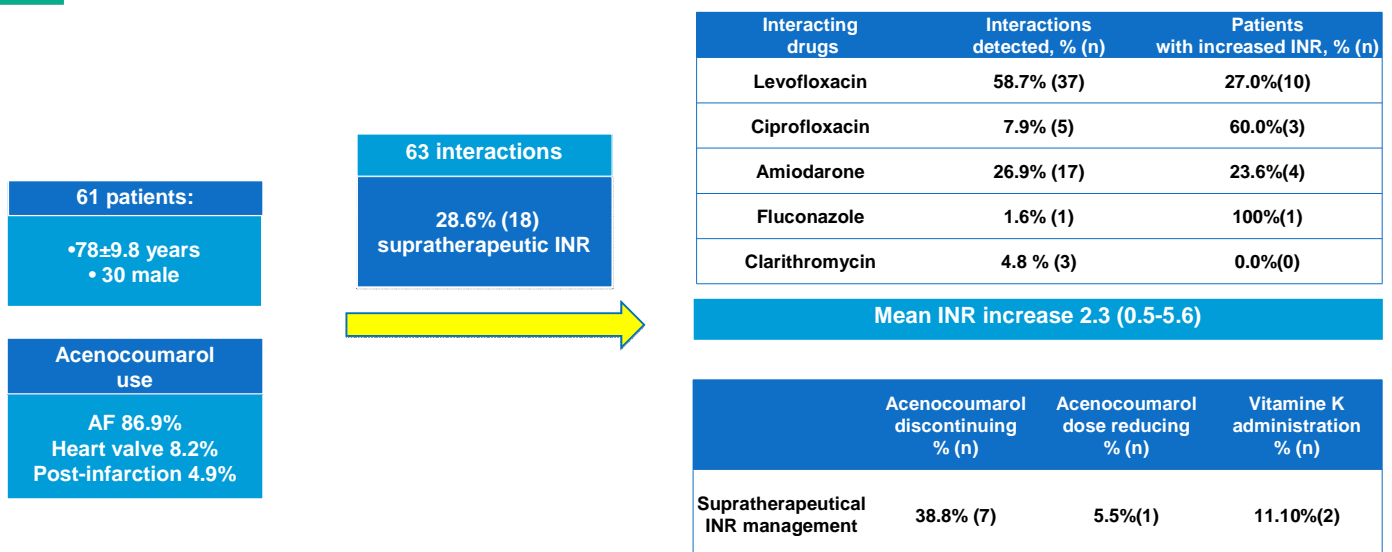 61 patients:
•78±9.8 years
• 30 male
Acenocoumarol
use
AF 86.9%
Heart valve 8.2%
Post-infarction 4.9%
63 interactions
28.6% (18)
supratherapeutic INR
Interacting
drugs
Interactions
detected, % (n)
Patients
with increased INR, % (n)
Levofloxacin 58.7% (37) 27.0%(10)
Ciprofloxacin 7.9% (5) 60.0%(3)
Amiodarone 26.9% (17) 23.6%(4)
Fluconazole 1.6% (1) 100%(1)
Clarithromycin 4.8 % (3) 0.0%(0)
Mean INR increase 2.3 (0.5-5.6)
Acenocoumarol
discontinuing
% (n)
Acenocoumarol
dose reducing
% (n)
Vitamine K
administration
% (n)
Supratherapeutical
INR management
38.8% (7) 5.5%(1) 11.10%(2)